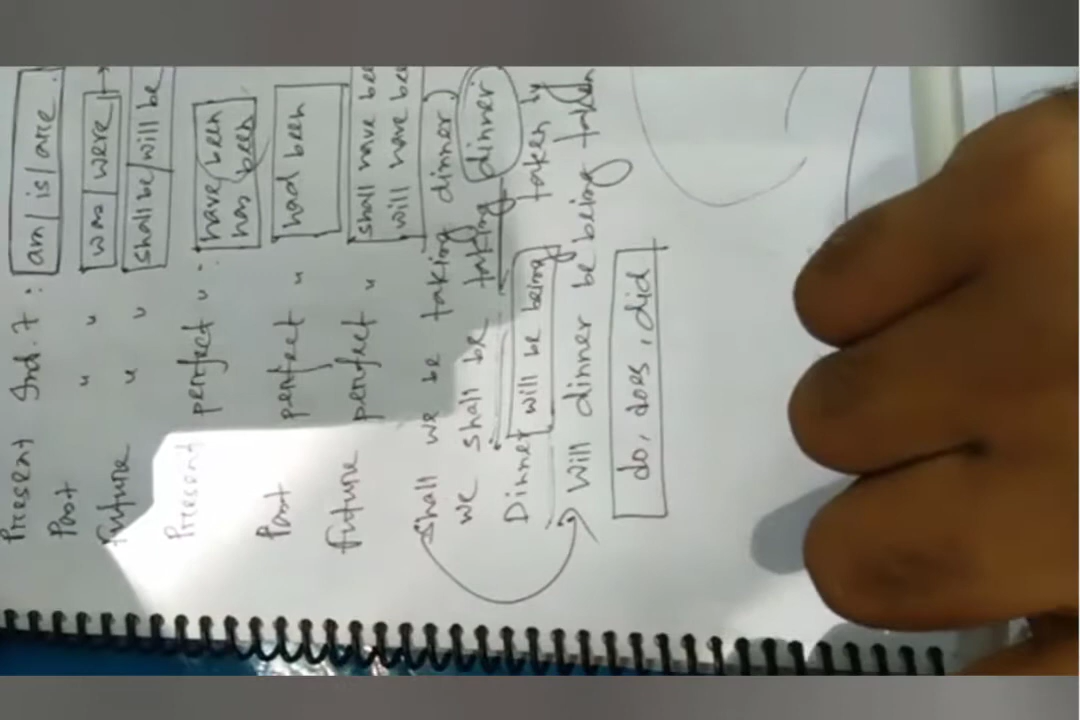 Present Ind. t : am/is/are.
Past " " was/were
Future " " shall be/will be
Present perfect " : have been
has been
Past perfect " had been
Future perfect " shall have been
will have been
Shall we be taking dinner)
we shall be taking dinner
Dinner will be being taken by
Will dinner be being taken
do, does, did